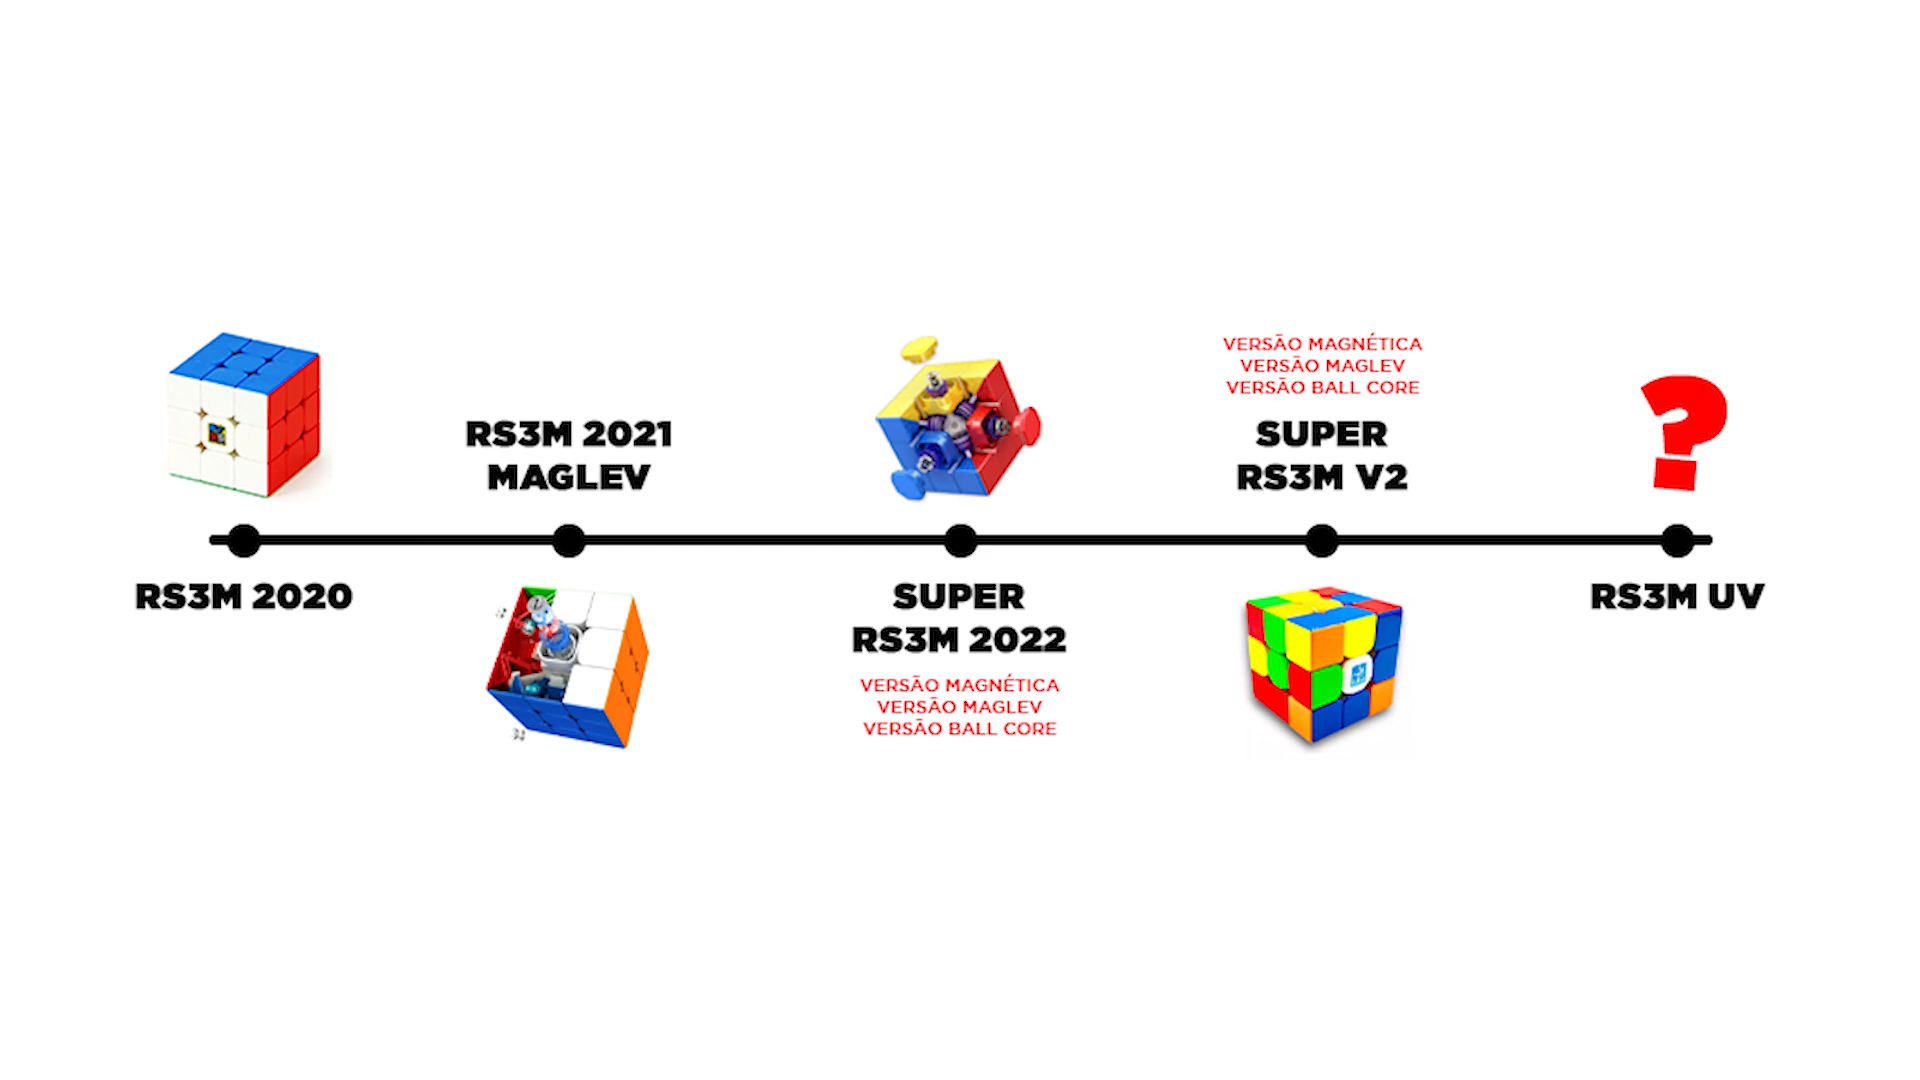 RS3M 2020
RS3M 2021
MAGLEV
SUPER
RS3M 2022
VERSÃO MAGNÉTICA
VERSÃO MAGLEV
VERSÃO BALL CORE
VERSÃO MAGNÉTICA
VERSÃO MAGLEV
VERSÃO BALL CORE
SUPER
RS3M V2
?
RS3M UV